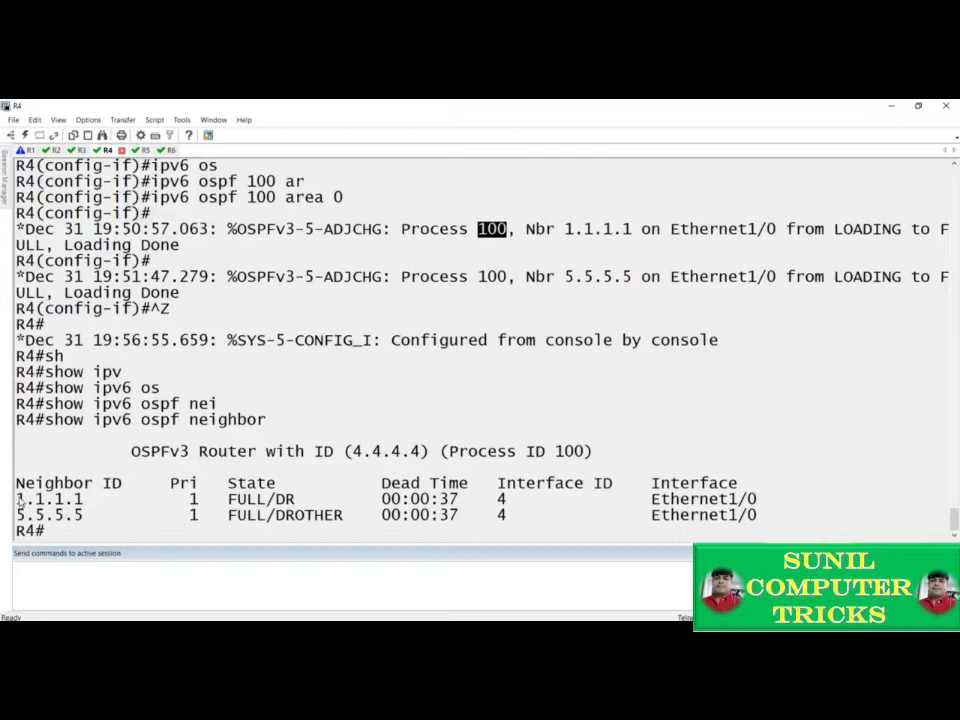 R4
File Edit View Options Transfer Script Tools Window Help
R1 R2 R3 R4 R5 R6
Session Manager
R4(config-if)#ipv6 os
R4(config-if)#ipv6 ospf 100 ar
R4(config-if)#ipv6 ospf 100 area 0
R4(config-if)#
*Dec 31 19:50:57.063: %OSPFv3-5-ADJCHG: Process 100, Nbr 1.1.1.1 on Ethernet1/0 from LOADING to F
ULL, Loading Done
R4(config-if)#
*Dec 31 19:51:47.279: %OSPFv3-5-ADJCHG: Process 100, Nbr 5.5.5.5 on Ethernet1/0 from LOADING to F
ULL, Loading Done
R4(config-if)#^Z
R4#
*Dec 31 19:56:55.659: %SYS-5-CONFIG_I: Configured from console by console
R4#sh
R4#show ipv
R4#show ipv6 os
R4#show ipv6 ospf nei
R4#show ipv6 ospf neighbor
OSPFv3 Router with ID (4.4.4.4) (Process ID 100)
Neighbor ID Pri State Dead Time Interface ID Interface
1.1.1.1 1 FULL/DR 00:00:37 4 Ethernet1/0
5.5.5.5 1 FULL/DROTHER 00:00:37 4 Ethernet1/0
R4#
Send commands to active session
SUNIL
COMPUTER
TRICKS
Ready